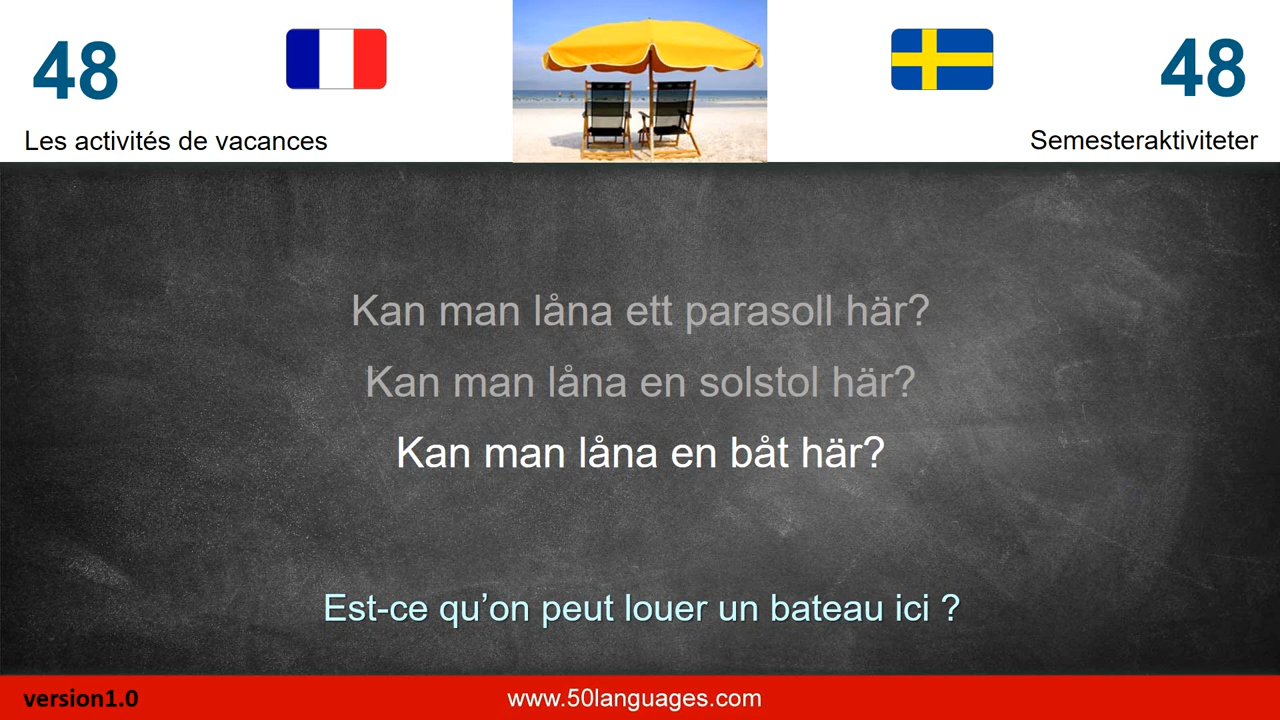 48
48
Les activités de vacances
Semesteraktiviteter
Kan man låna ett parasoll här?
Kan man låna en solstol här?
Kan man låna en båt här?
Est-ce qu’on peut louer un bateau ici ?
version1.0
www.50languages.com